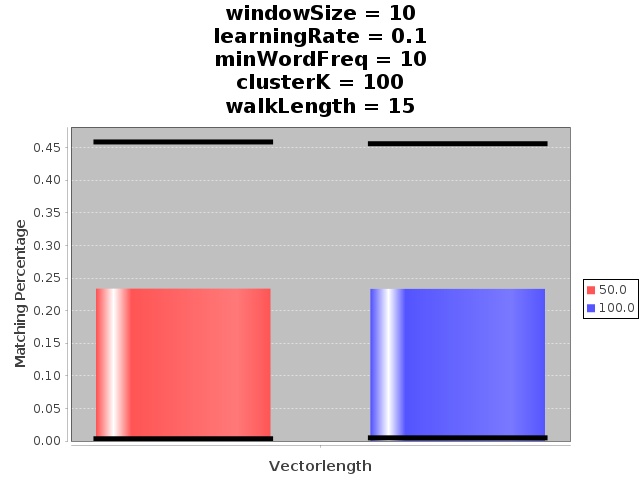 windowSize = 10
learningRate = 0.1
minWordFreq = 10
clusterK = 100
walkLength = 15
0.45
0.40
0.35
0.30
0.25
0.20
0.15
0.10
0.05
0.00
Matching Percentage
Vectorlength
50.0
100.0